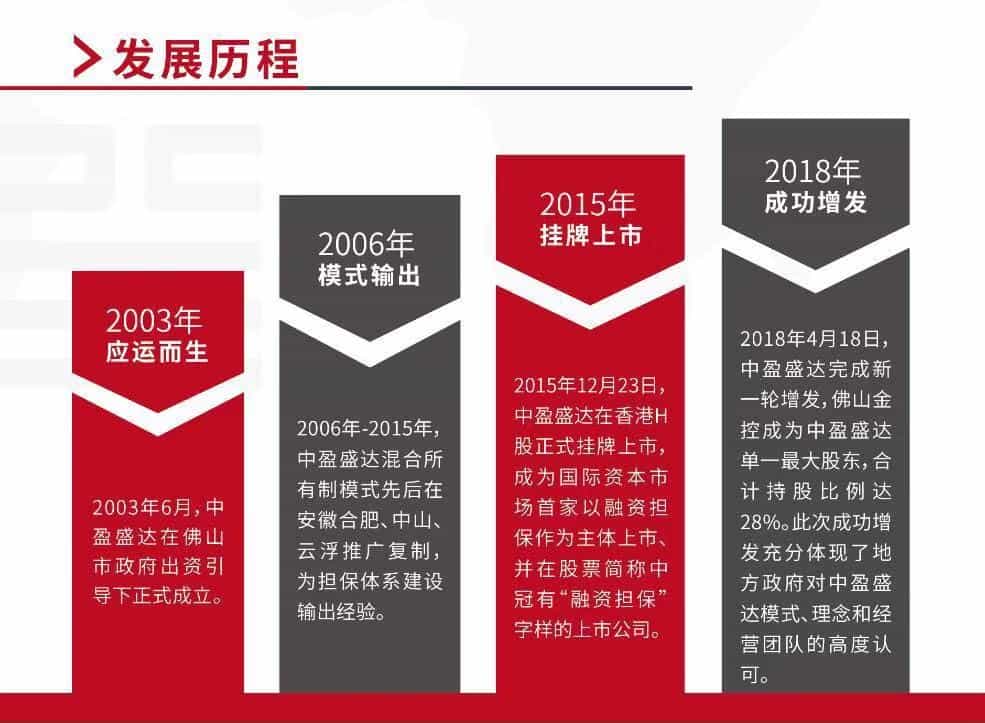 发展历程
2003年
应运而生
2003年6月，中
盈盛达在佛山
市政府出资引
导下正式成立。
2006年
模式输出
2006年-2015年，
中盈盛达混合所
有制模式先后在
安徽合肥、中山、
云浮推广复制，
为担保体系建设
输出经验。
2015年
挂牌上市
2015年12月23日，
中盈盛达在香港H
股正式挂牌上市，
成为国际资本市
场首家以融资担
保作为主体上市、
并在股票简称中
冠有“融资担保”
字样的上市公司。
2018年
成功增发
2018年4月18日，
中盈盛达完成新
一轮增发，佛山金
控成为中盈盛达
单一最大股东，合
计持股比例达
28%。此次成功增
发充分体现了地
方政府对中盈盛
达模式、理念和经
营团队的高度认
可。